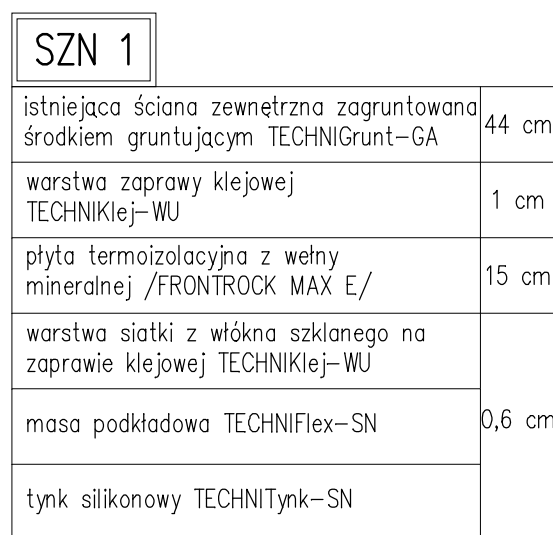 SZN 1
istniejąca ściana zewnętrzna zagruntowana
środkiem gruntującym TECHNIGrunt-GA
44 cm
warstwa zaprawy klejowej
TECHNIKlej-WU
1 cm
płyta termoizolacyjna z wełny
mineralnej /FRONTROCK MAX E/
15 cm
warstwa siatki z włókna szklanego na
zaprawie klejowej TECHNIKlej-WU
masa podkładowa TECHNIFlex-SN
0,6 cm
tynk silikonowy TECHNITynk-SN